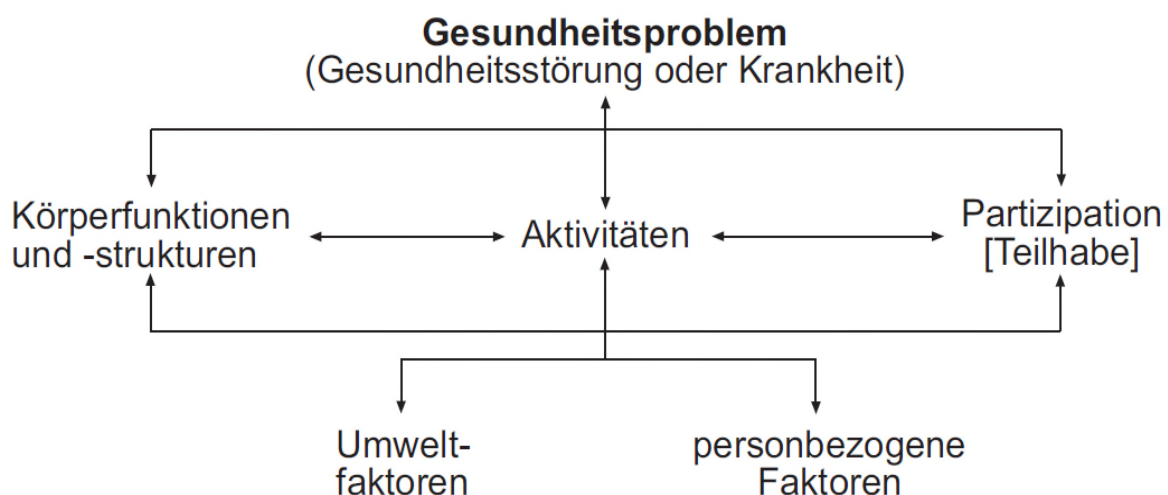 Gesundheitsproblem
(Gesundheitsstörung oder Krankheit)
Körperfunktionen
und -strukturen
Aktivitäten
Partizipation
[Teilhabe]
Umwelt-
faktoren
personbezogene
Faktoren